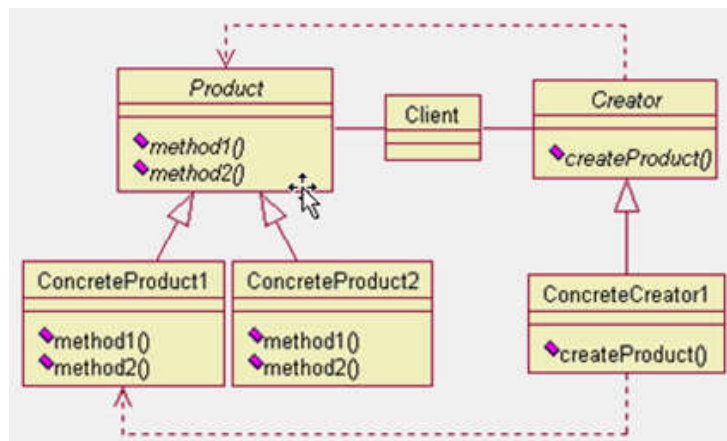 Product
method1()
method2()
Client
Creator
createProduct()
ConcreteProduct1
method1()
method2()
ConcreteProduct2
method1()
method2()
ConcreteCreator1
createProduct()